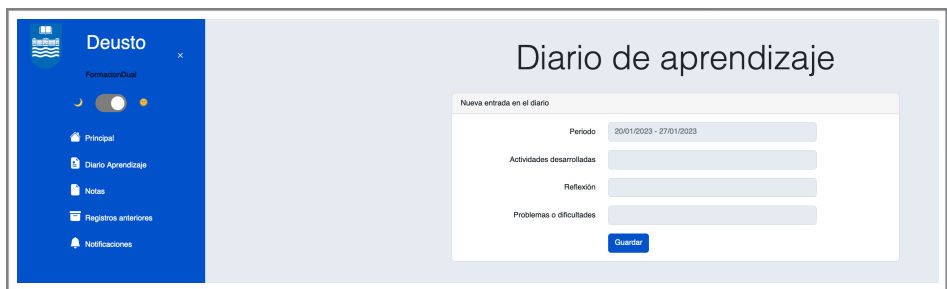 Deusto
×
FormacionDual
Principal
Diario Aprendizaje
Notas
Registros anteriores
Notificaciones
Diario de aprendizaje
Nueva entrada en el diario
Periodo 20/01/2023 - 27/01/2023
Actividades desarrolladas
Reflexión
Problemas o dificultades
Guardar